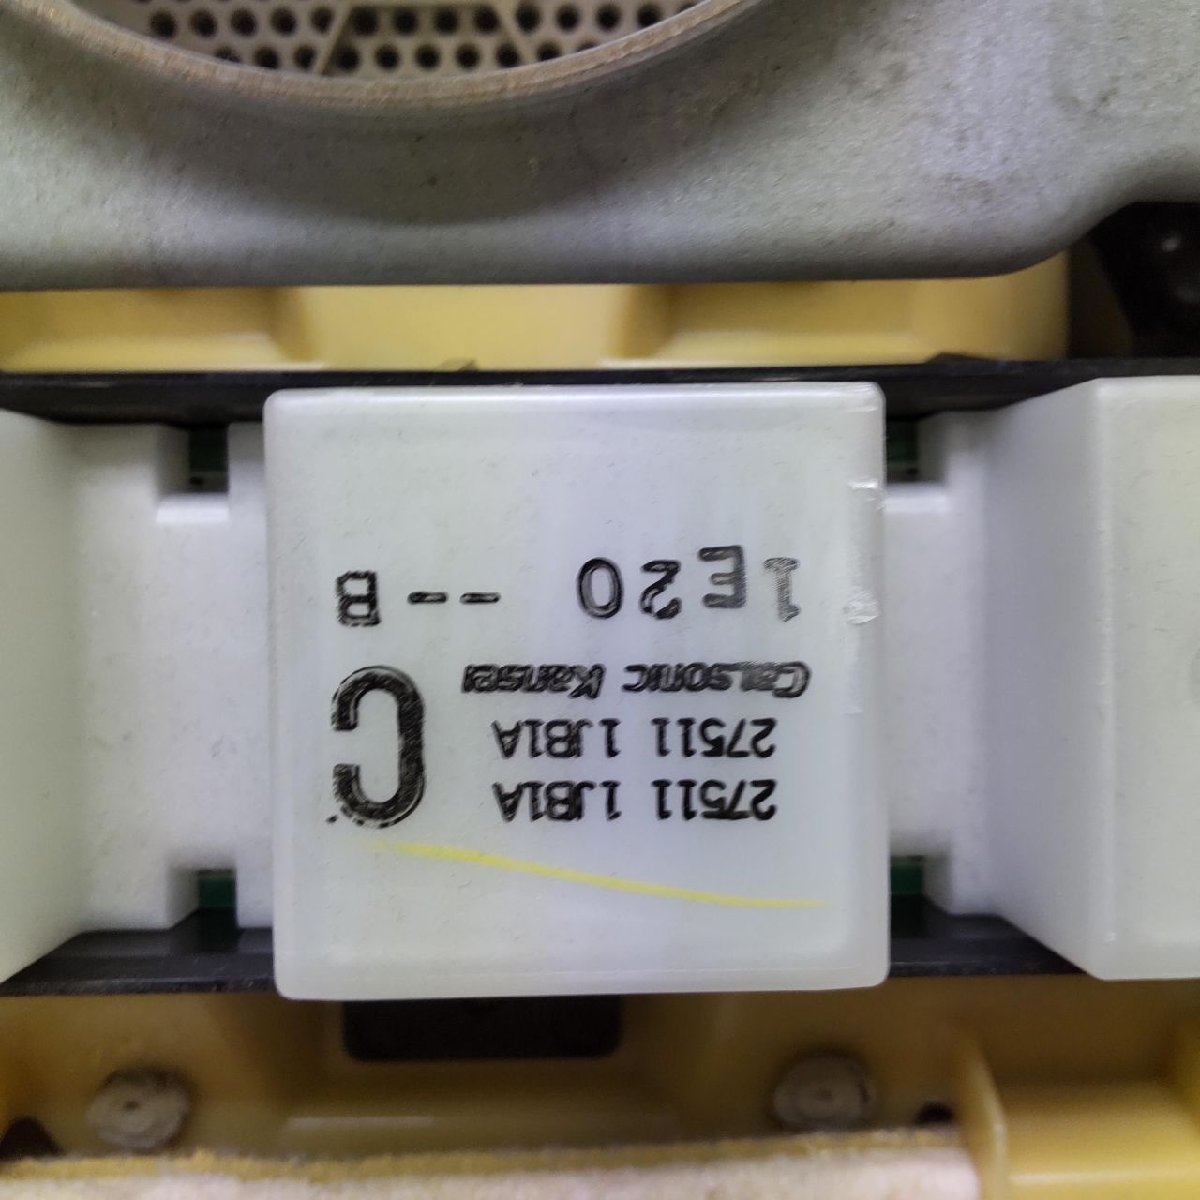 27511 1JB1A
27511 1JB1A
Calsonic Kansei
C
1E20 -- B